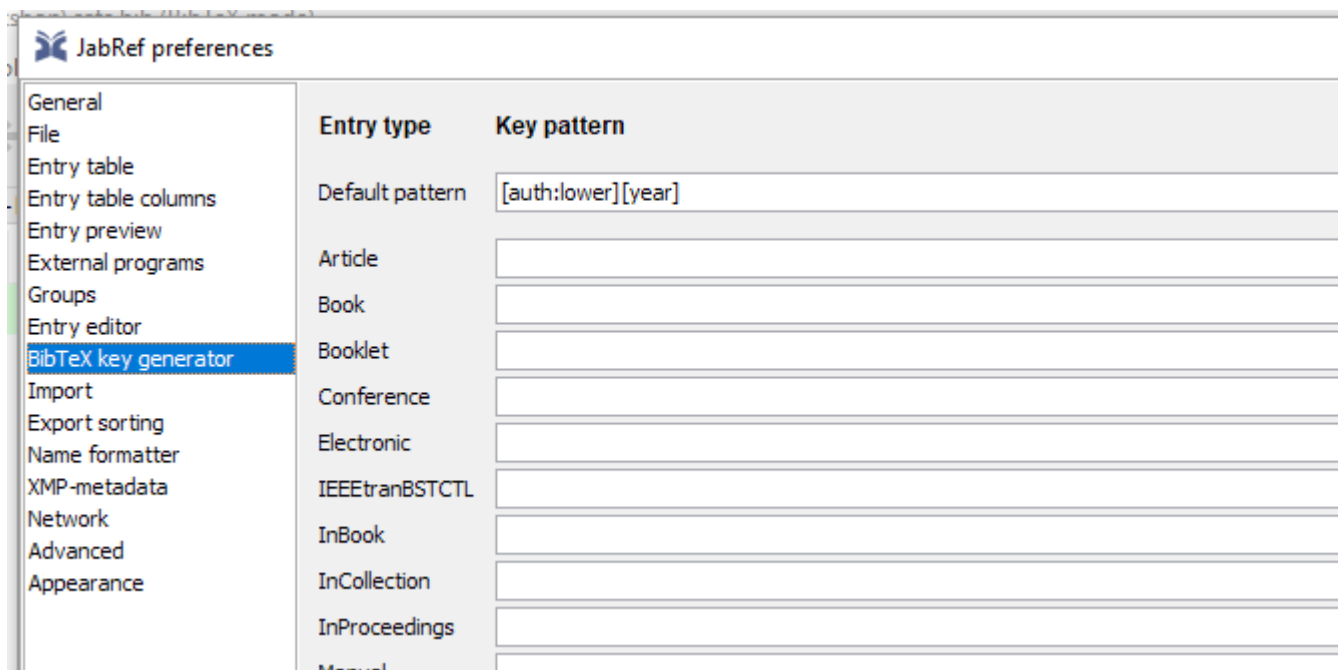 JabRef preferences
General
File
Entry table
Entry table columns
Entry preview
External programs
Groups
Entry editor
BibTeX key generator
Import
Export sorting
Name formatter
XMP-metadata
Network
Advanced
Appearance
Entry type Key pattern
Default pattern [auth:lower][year]
Article
Book
Booklet
Conference
Electronic
IEEEtranBSTCTL
InBook
InCollection
InProceedings
Manual